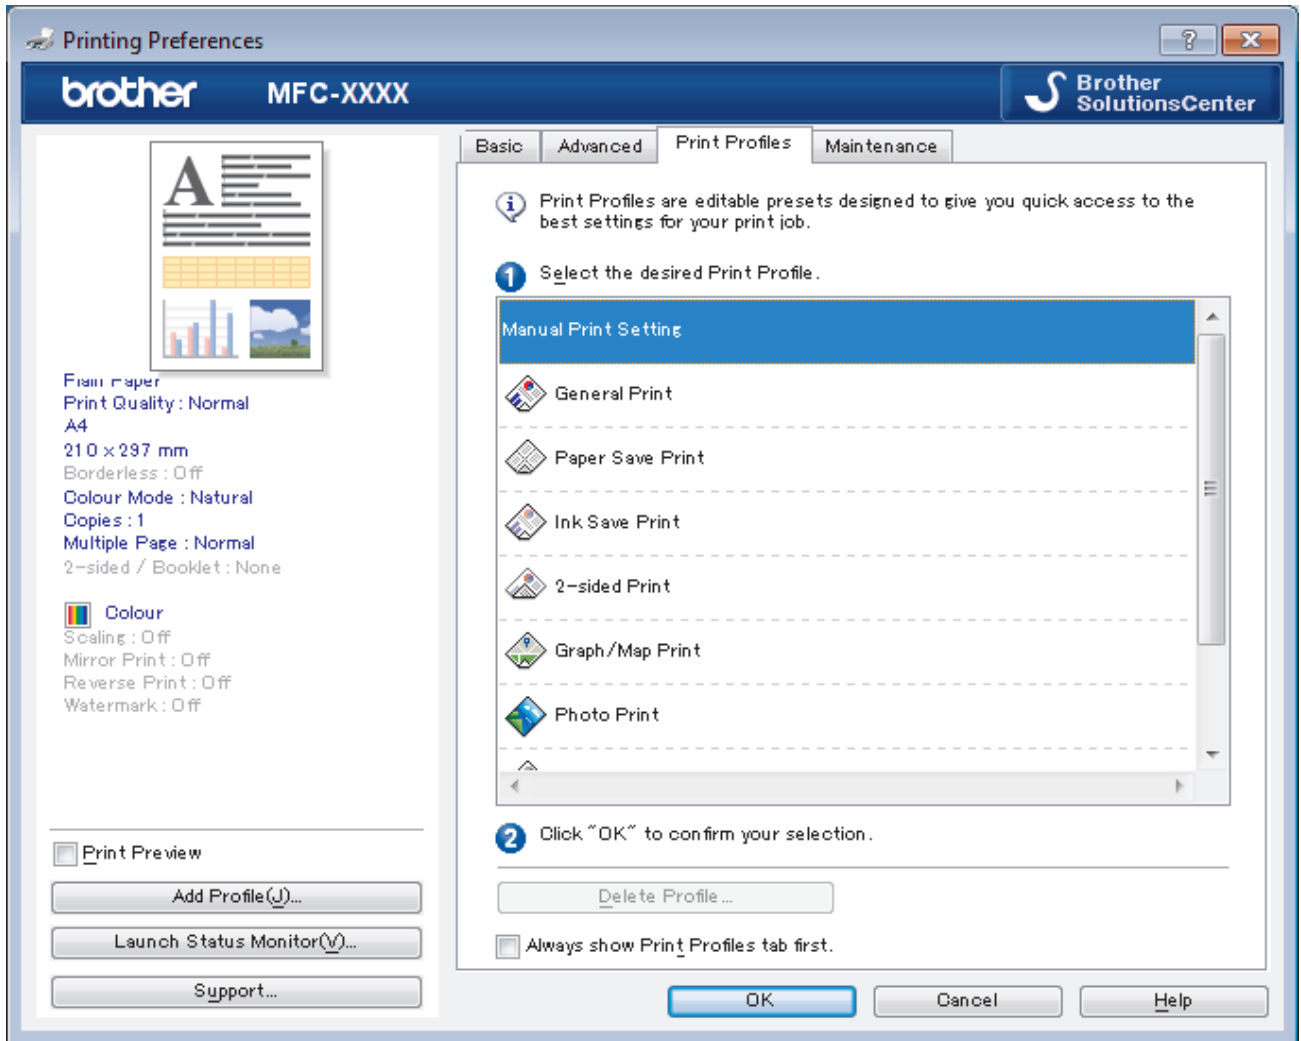 Printing Preferences
brother MFC-XXXX
Brother
SolutionsCenter
A
Plain Paper
Print Quality : Normal
A4
210 x 297 mm
Borderless : Off
Colour Mode : Natural
Copies : 1
Multiple Page : Normal
2-sided / Booklet : None
Colour
Scaling : Off
Mirror Print : Off
Reverse Print : Off
Watermark : Off
Print Preview
Add Profile(J)...
Launch Status Monitor(V)...
Support...
Basic Advanced Print Profiles Maintenance
Print Profiles are editable presets designed to give you quick access to the
best settings for your print job.
1 Select the desired Print Profile.
Manual Print Setting
General Print
Paper Save Print
Ink Save Print
2-sided Print
Graph/Map Print
Photo Print
2 Click "OK" to confirm your selection.
Delete Profile...
Always show Print Profiles tab first.
OK Cancel Help